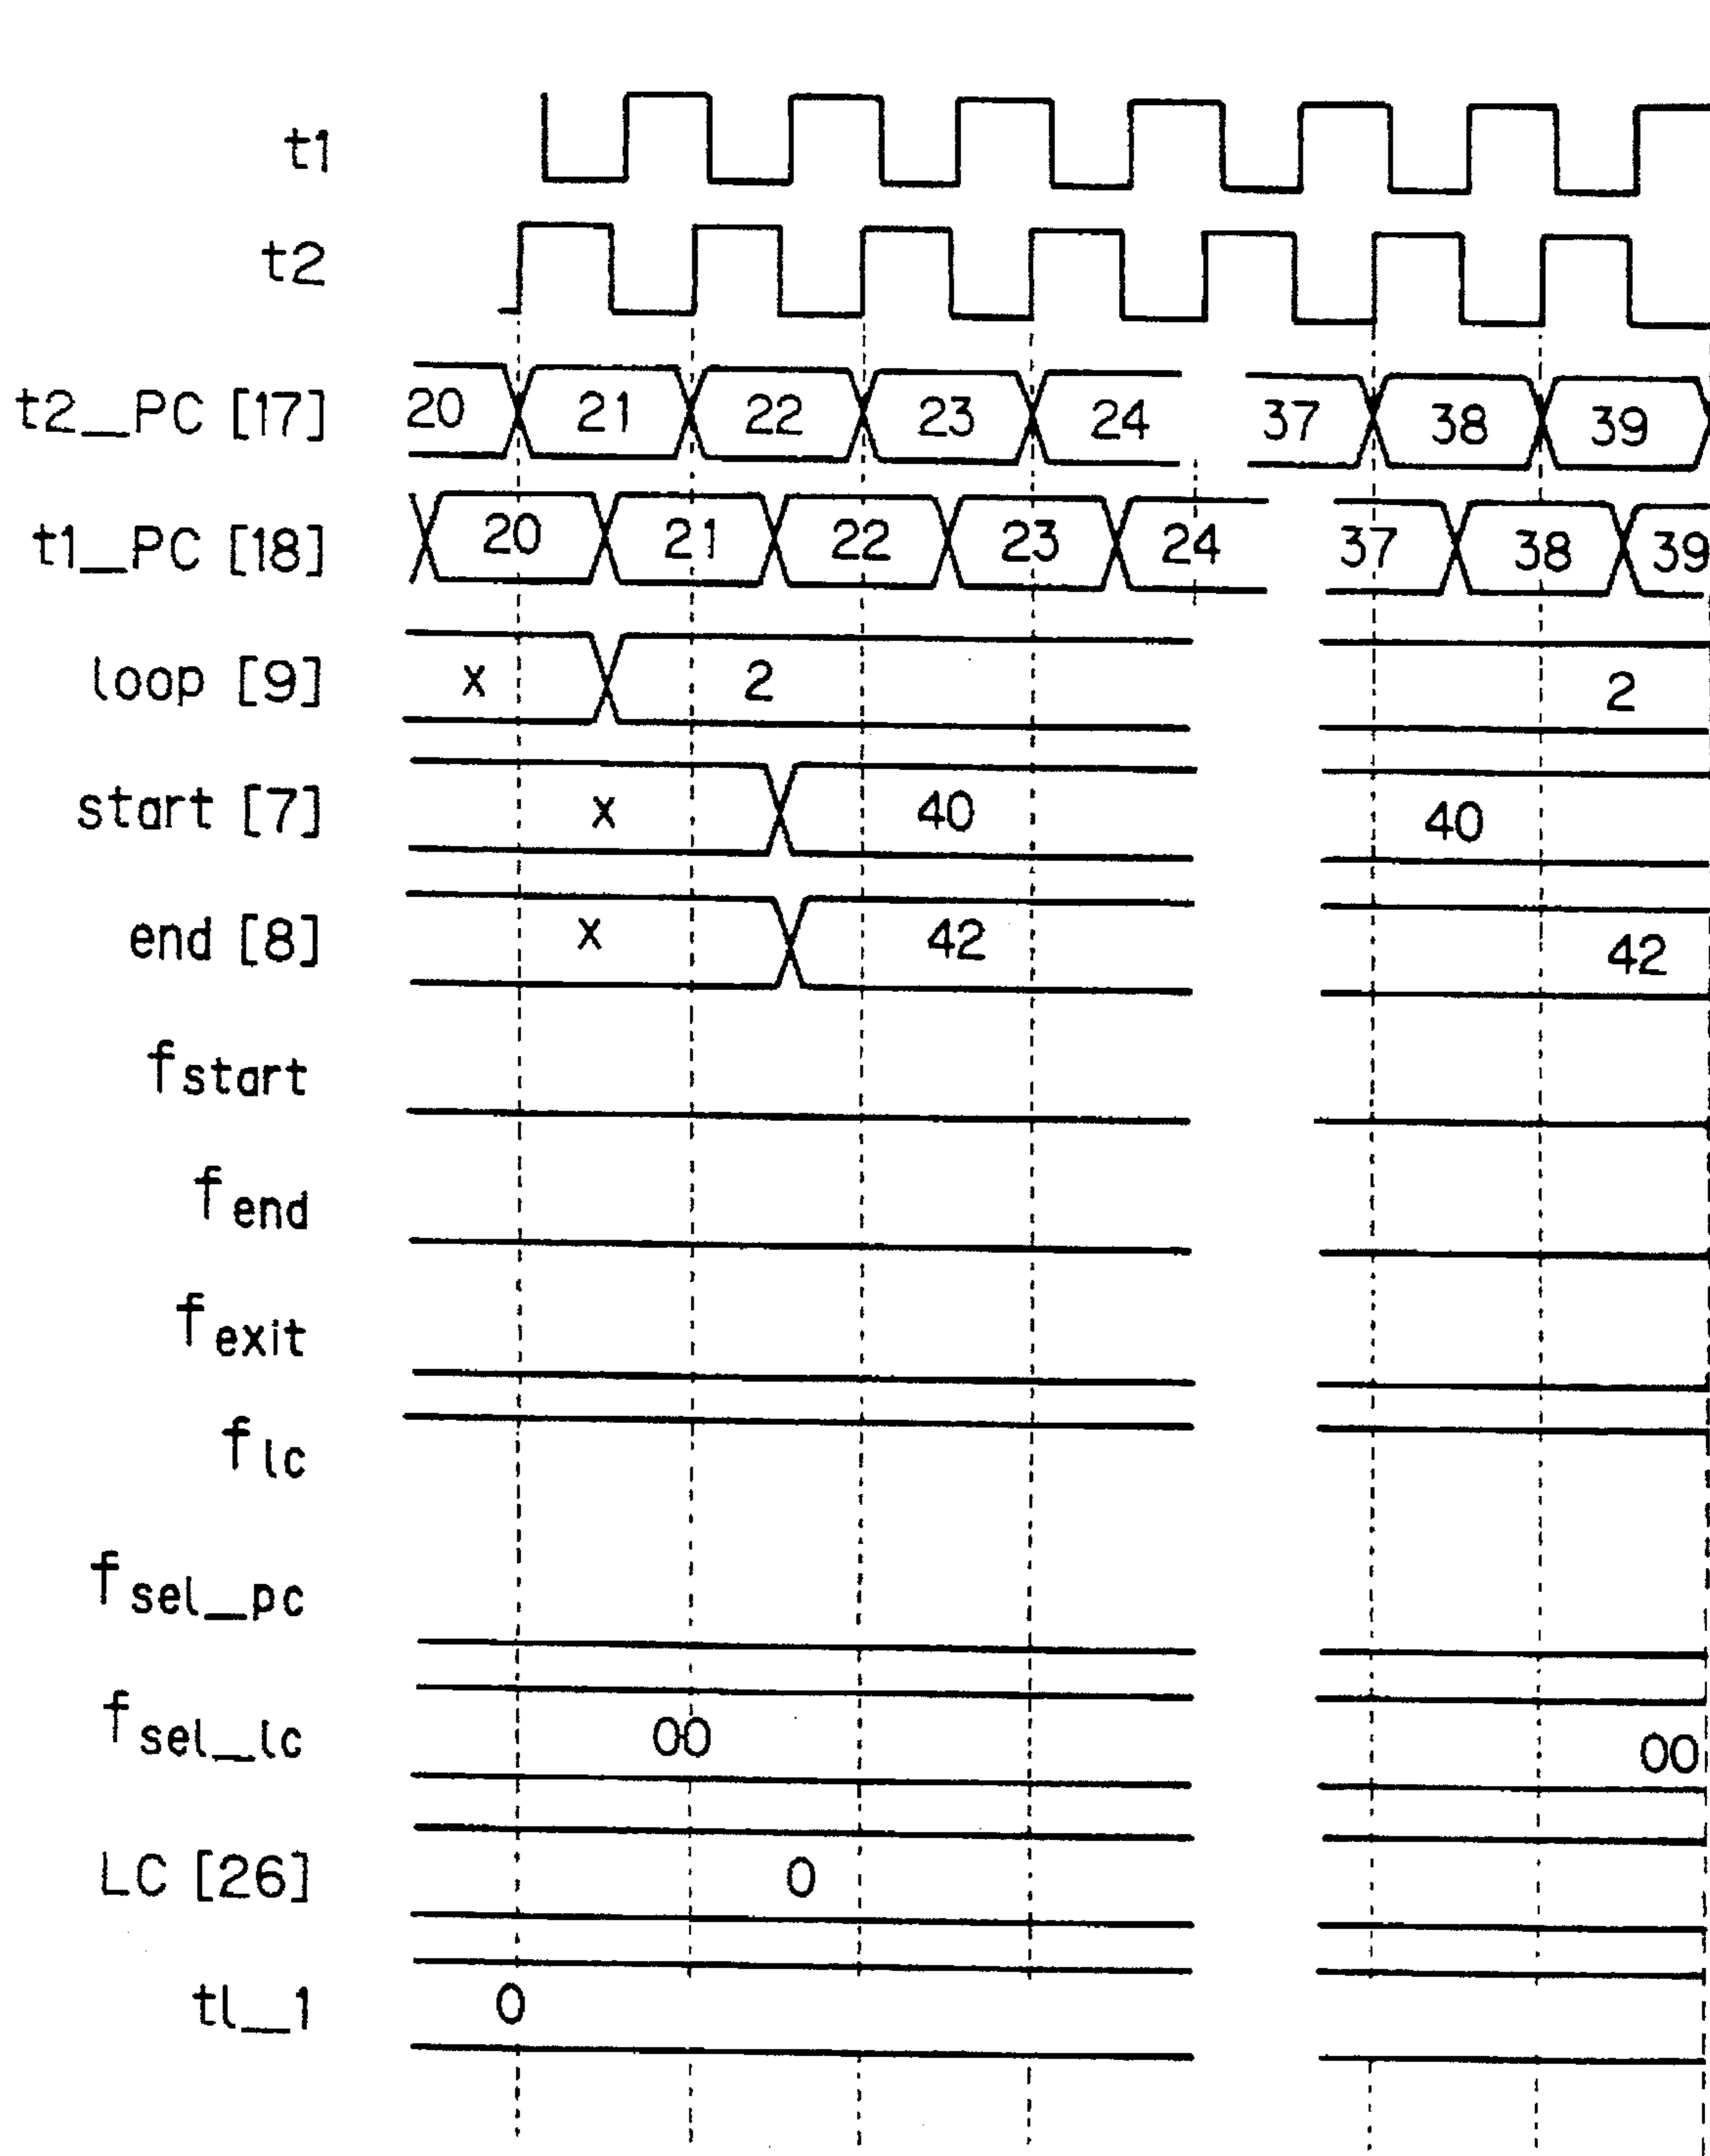 t1
t2
t2_PC [17] 20 21 22 23 24 37 38 39
t1_PC [18] 20 21 22 23 24 37 38 39
loop [9] x 2 2
start [7] x 40 40
end [8] x 42 42
fstart
fend
fexit
flc
fsel_pc
fsel_lc 00 00
LC [26] 0
tl_1 0